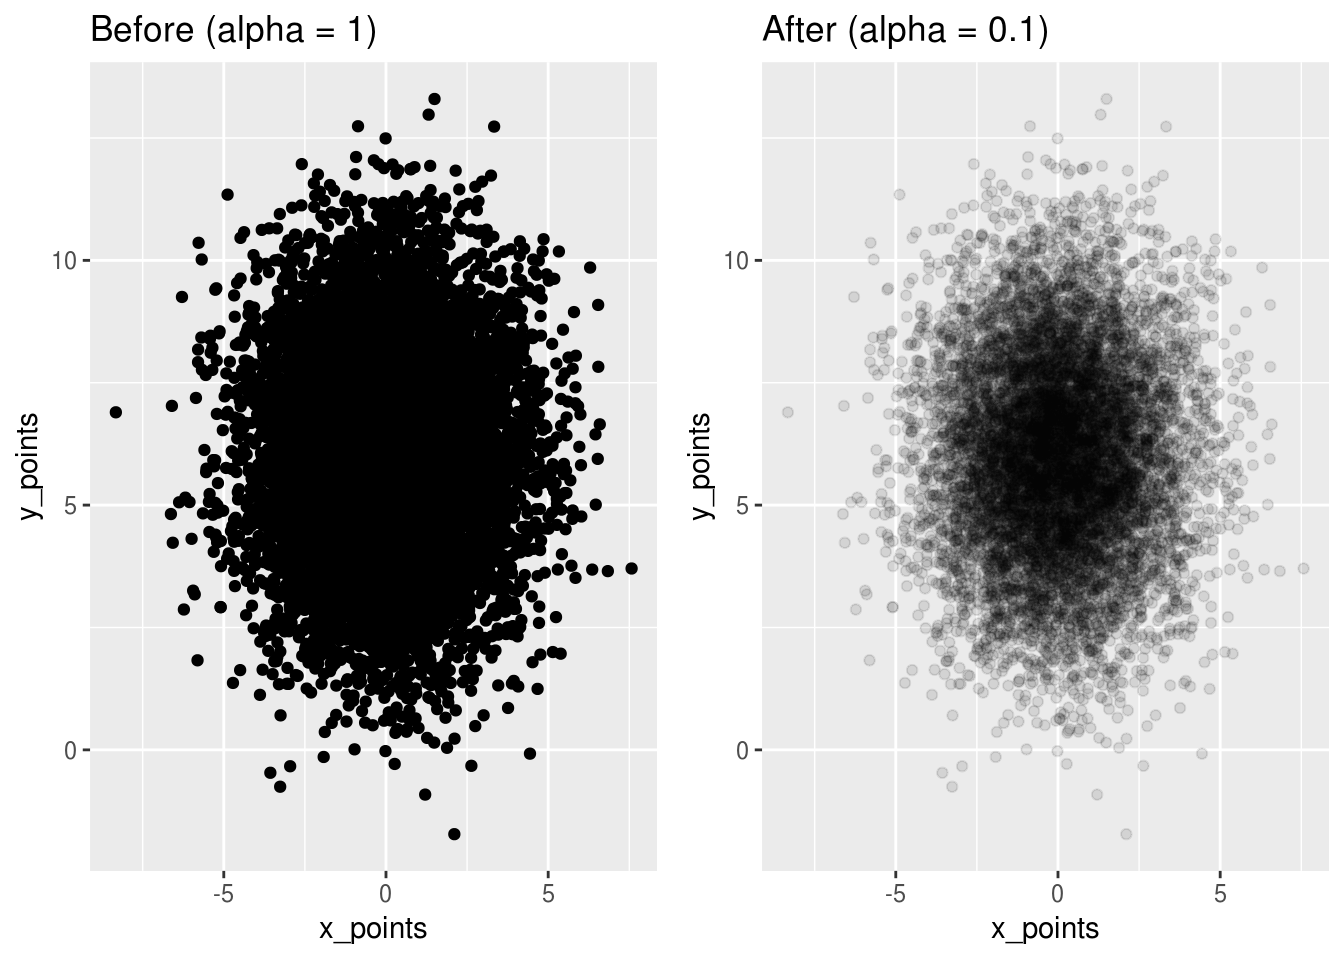 Before (alpha = 1)
y_points
10
5
0
-5 0 5
x_points
After (alpha = 0.1)
y_points
10
5
0
-5 0 5
x_points